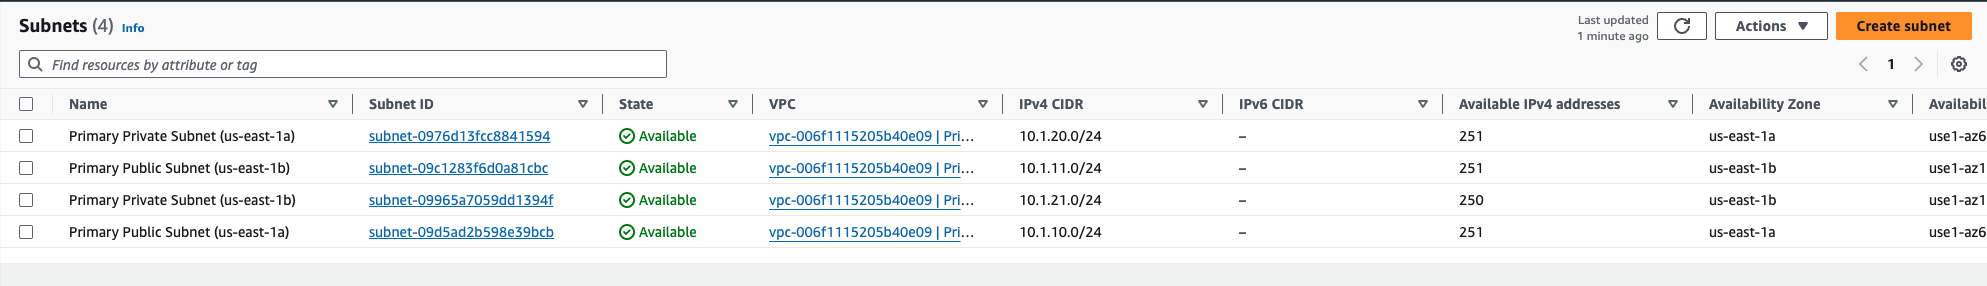 Subnets (4) Info
Last updated
1 minute ago
Actions
Create subnet
Find resources by attribute or tag
1
Name Subnet ID State VPC IPv4 CIDR IPv6 CIDR Available IPv4 addresses Availability Zone Availabil
Primary Private Subnet (us-east-1a) subnet-0976d13fcc8841594 Available vpc-006f1115205b40e09 | Pri... 10.1.20.0/24 – 251 us-east-1a use1-az6
Primary Public Subnet (us-east-1b) subnet-09c1283f6d0a81cbc Available vpc-006f1115205b40e09 | Pri... 10.1.11.0/24 – 251 us-east-1b use1-az1
Primary Private Subnet (us-east-1b) subnet-09965a7059dd1394f Available vpc-006f1115205b40e09 | Pri... 10.1.21.0/24 – 250 us-east-1b use1-az1
Primary Public Subnet (us-east-1a) subnet-09d5ad2b598e39bcb Available vpc-006f1115205b40e09 | Pri... 10.1.10.0/24 – 251 us-east-1a use1-az6